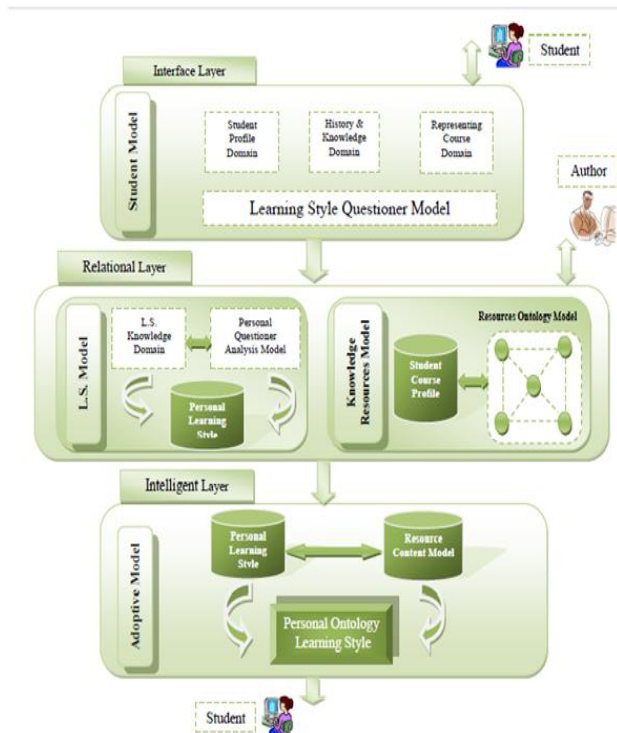 Student
Interface Layer
Student Model
Student
Profile
Domain
History &
Knowledge
Domain
Representing
Course
Domain
Learning Style Questioner Model
Author
Relational Layer
L.S. Model
L.S.
Knowledge
Domain
Personal
Questioner
Analysis Model
Personal
Learning
Style
Knowledge
Resources Model
Resources Ontology Model
Student
Course
Profile
Intelligent Layer
Adoptive Model
Personal
Learning
Style
Resource
Content Model
Personal Ontology
Learning Style
Student